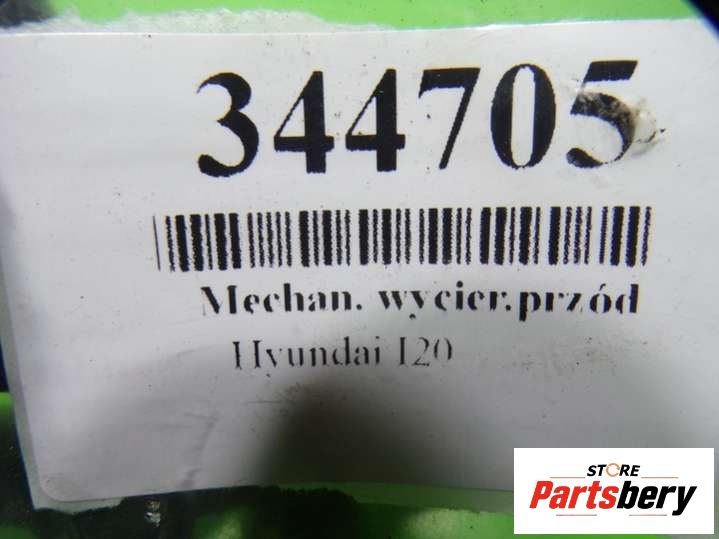 344705
Mechan. wycier.przód
Hyundai I20
STORE
Partsbery